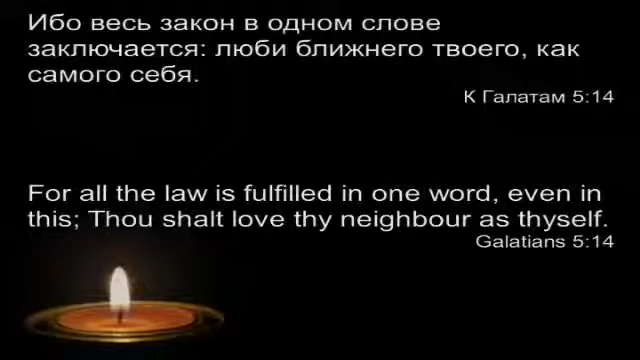 Ибо весь закон в одном слове
заключается: люби ближнего твоего, как
самого себя.
К Галатам 5:14
For all the law is fulfilled in one word, even in
this; Thou shalt love thy neighbour as thyself.
Galatians 5:14